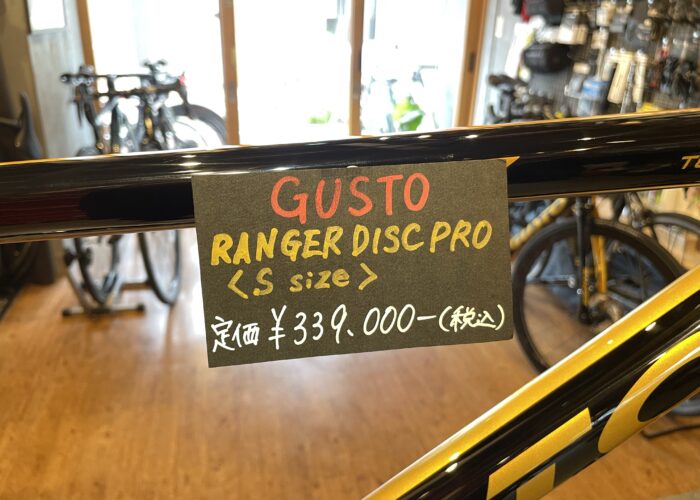 GUSTO
RANGER DISC PRO
<S size>
定価 ¥339.000-(税込)